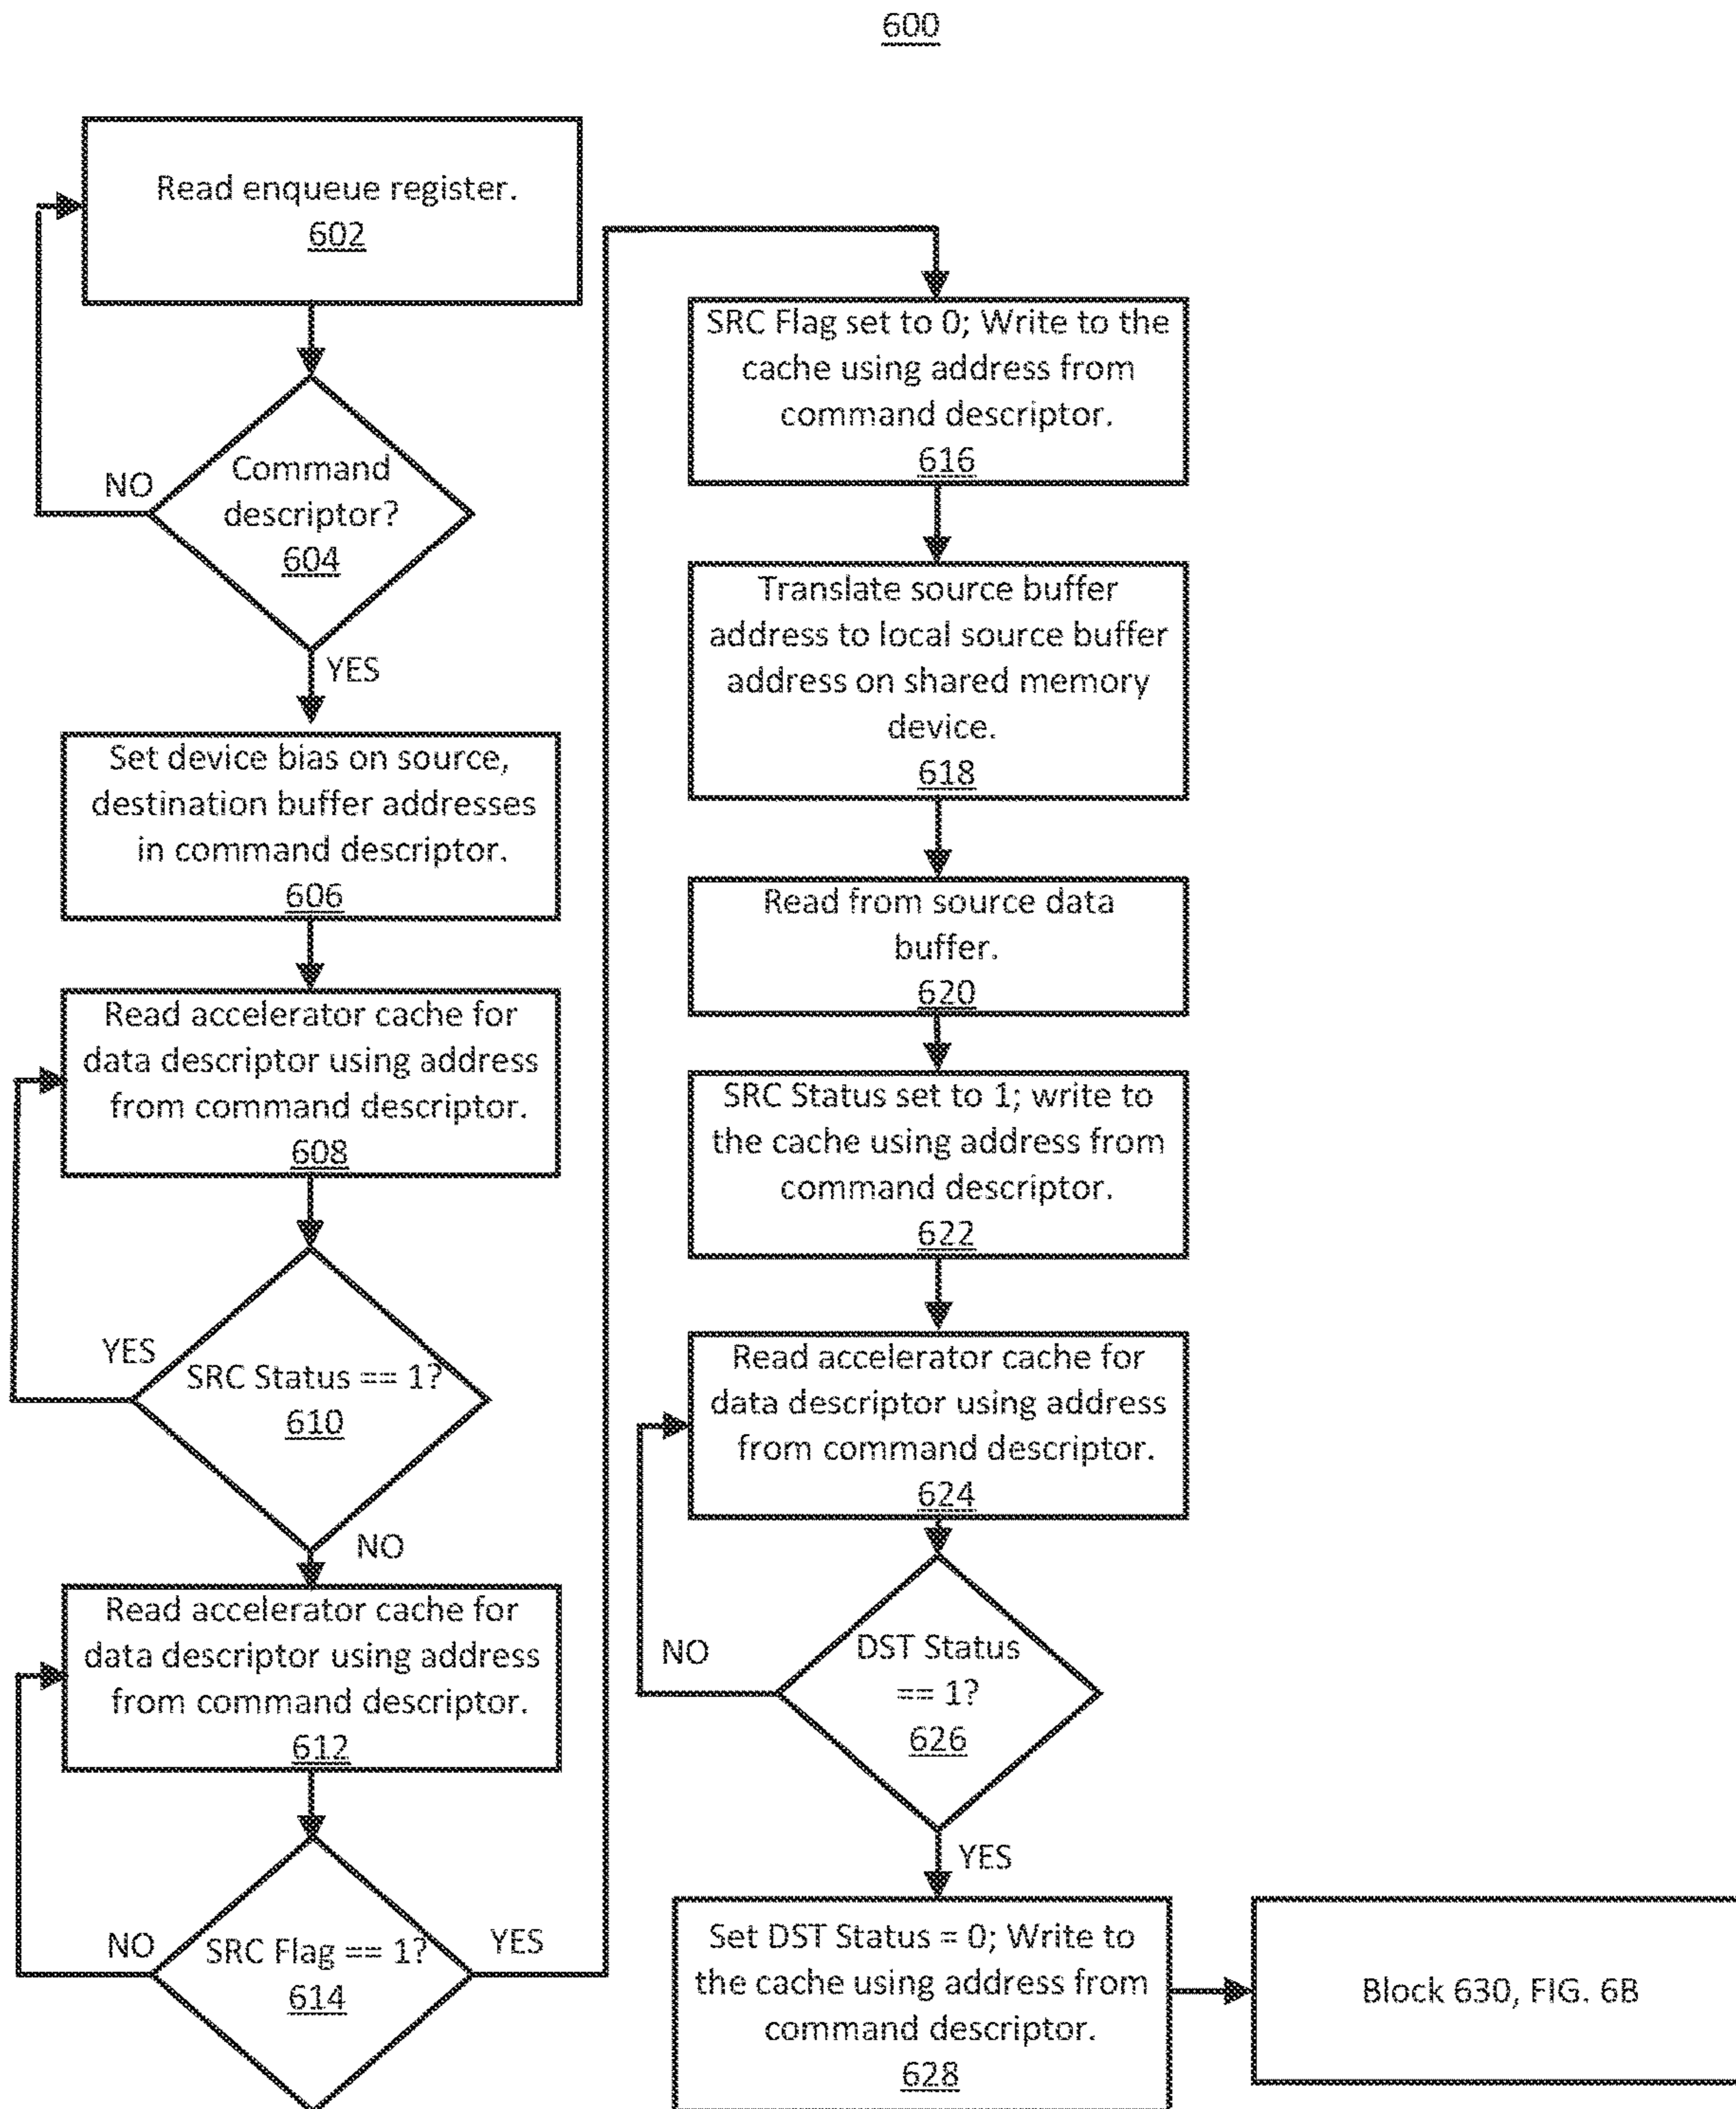 600
Read enqueue register.
602
Command
descriptor?
604
NO
YES
Set device bias on source,
destination buffer addresses
in command descriptor.
606
Read accelerator cache for
data descriptor using address
from command descriptor.
608
YES
SRC Status == 1?
610
NO
Read accelerator cache for
data descriptor using address
from command descriptor.
612
NO
SRC Flag == 1?
614
YES
SRC Flag set to 0; Write to the
cache using address from
command descriptor.
616
Translate source buffer
address to local source buffer
address on shared memory
device.
618
Read from source data
buffer.
620
SRC Status set to 1; write to
the cache using address from
command descriptor.
622
Read accelerator cache for
data descriptor using address
from command descriptor.
624
NO
DST Status
== 1?
626
YES
Set DST Status = 0; Write to
the cache using address from
command descriptor.
628
Block 630, FIG. 6B